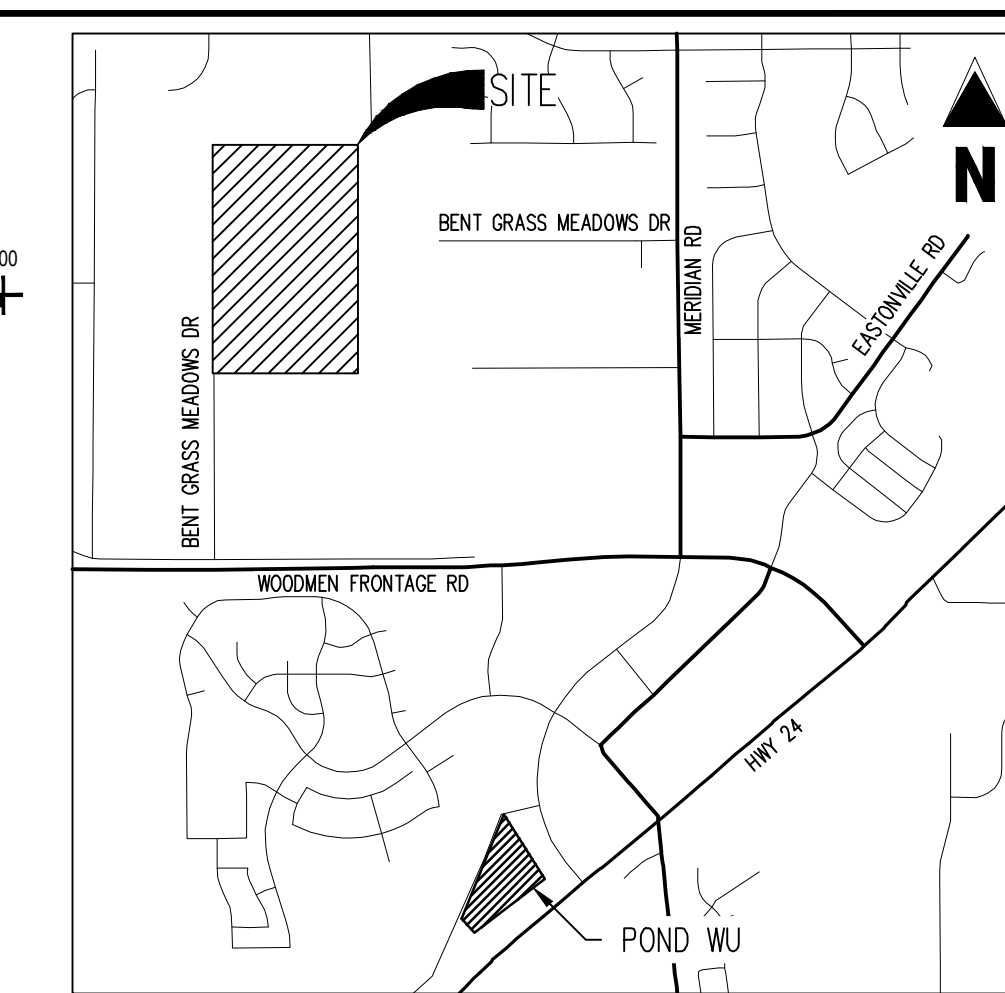 SITE
N
BENT GRASS MEADOWS DR
MERIDIAN RD
EASTONVILLE RD
00
BENT GRASS MEADOWS DR
WOODMEN FRONTAGE RD
HWY 24
POND WU